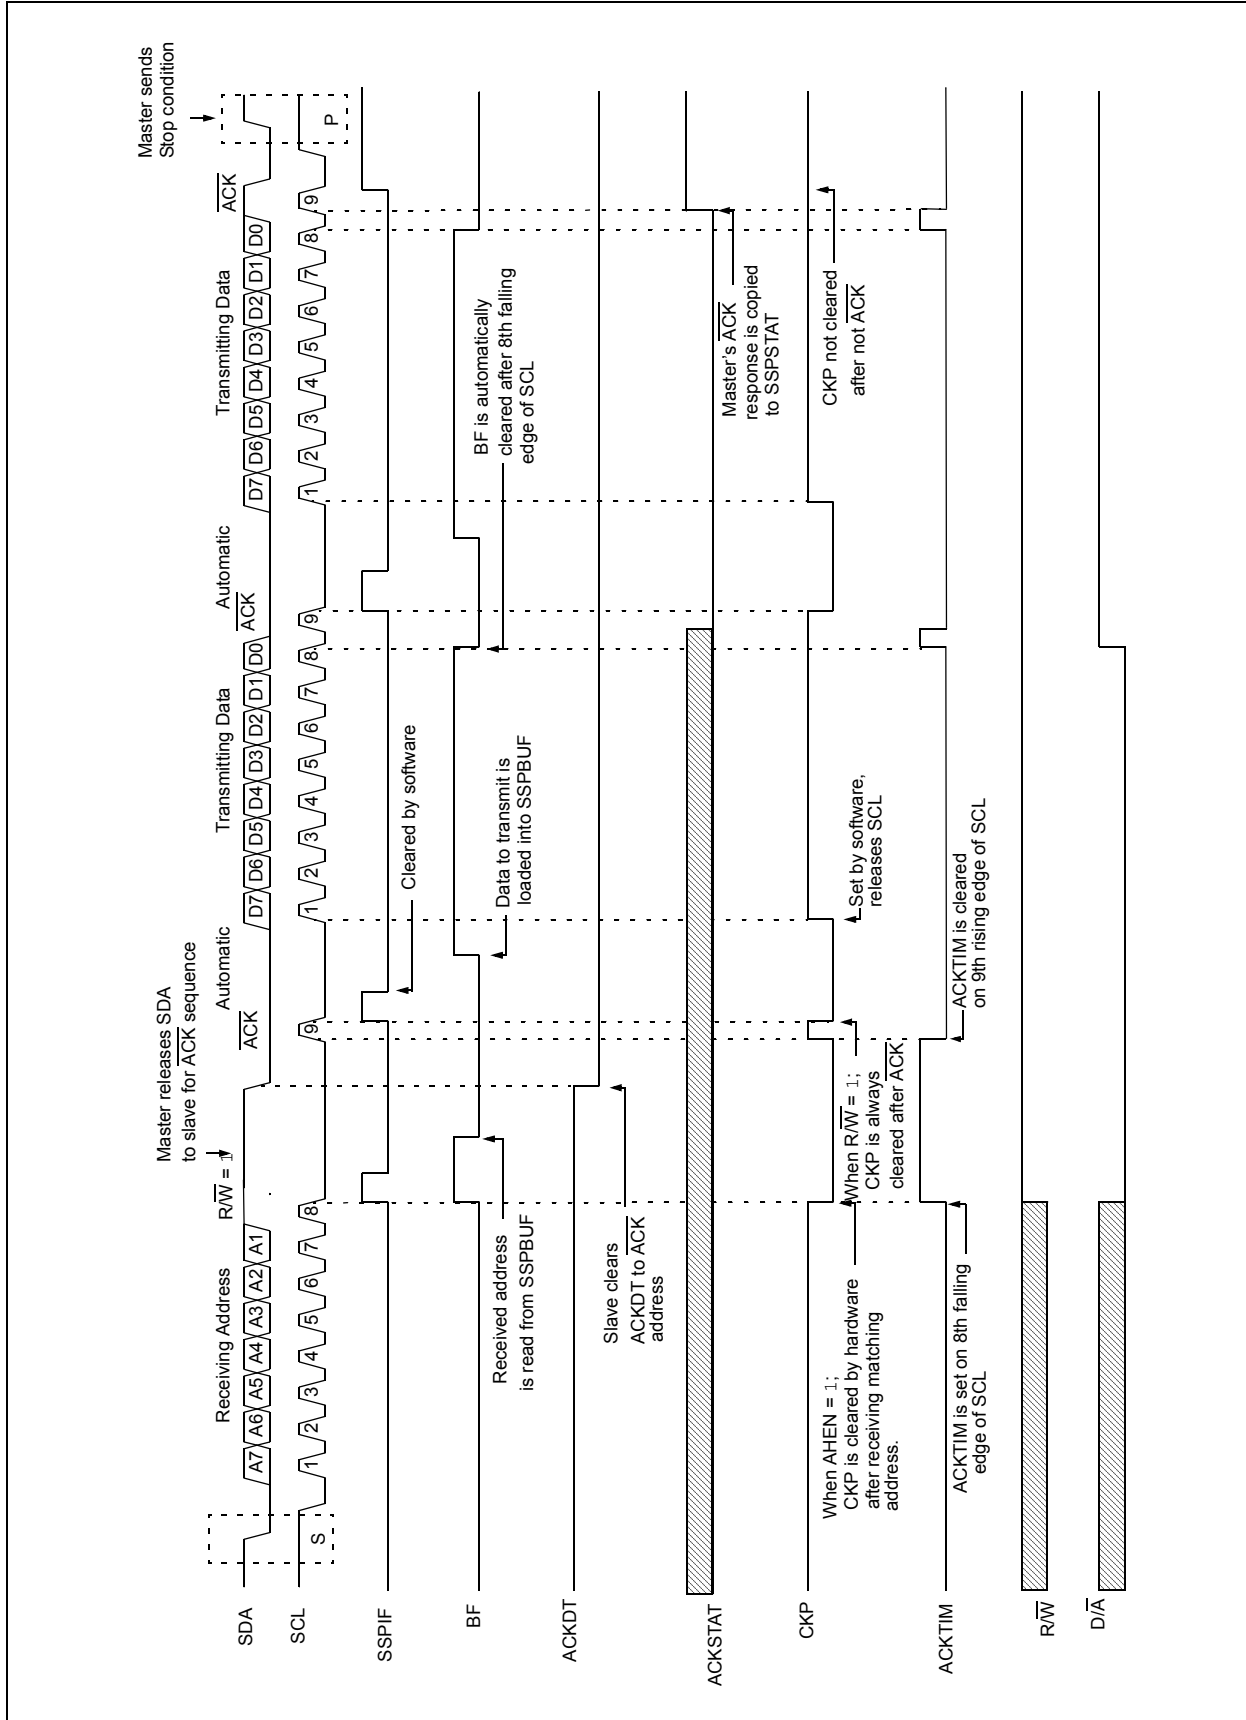 Master releases SDA
to slave for ACK sequence
Master sends
Stop condition
Receiving Address
R/W = 1
ACK
Automatic
Transmitting Data
ACK
Automatic
Transmitting Data
ACK
SDA
A7 A6 A5 A4 A3 A2 A1
D7 D6 D5 D4 D3 D2 D1 D0
D7 D6 D5 D4 D3 D2 D1 D0
SCL
S
1 2 3 4 5 6 7 8 9
1 2 3 4 5 6 7 8 9
1 2 3 4 5 6 7 8 9
P
SSPIF
Cleared by software
BF
Received address
is read from SSPBUF
Data to transmit is
loaded into SSPBUF
BF is automatically
cleared after 8th falling
edge of SCL
ACKDT
Slave clears
ACKDT to ACK
address
ACKSTAT
Master's ACK
response is copied
to SSPSTAT
CKP
When AHEN = 1;
CKP is cleared by hardware
after receiving matching
address.
When R/W = 1;
CKP is always
cleared after ACK
Set by software,
releases SCL
CKP not cleared
after not ACK
ACKTIM
ACKTIM is set on 8th falling
edge of SCL
ACKTIM is cleared
on 9th rising edge of SCL
R/W
D/A